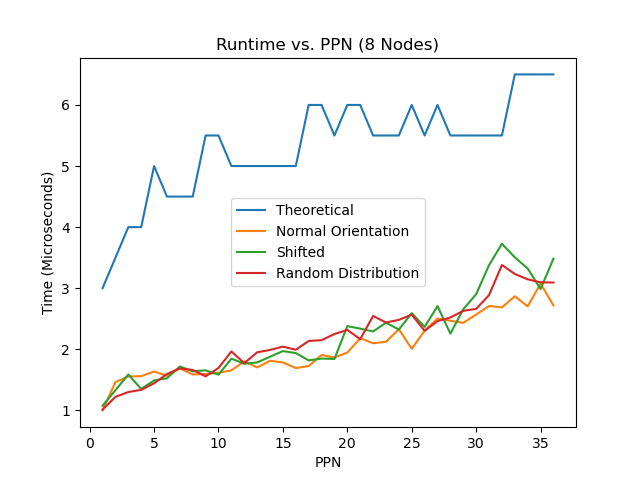 Runtime vs. PPN (8 Nodes)
Time (Microseconds)
6
5
4
3
2
1
Theoretical
Normal Orientation
Shifted
Random Distribution
0 5 10 15 20 25 30 35
PPN